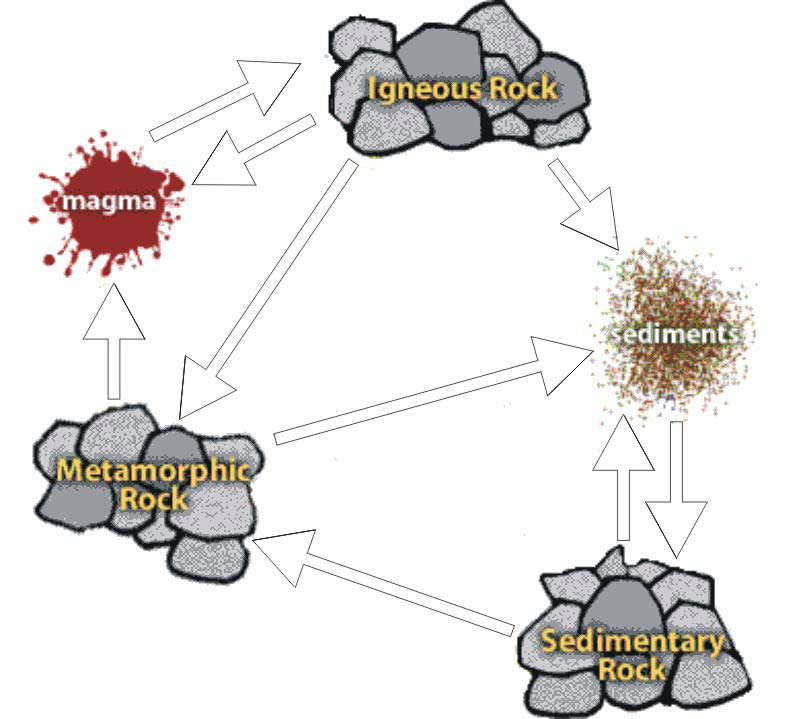 Igneous Rock
magma
sediments
Metamorphic
Rock
Sedimentary
Rock